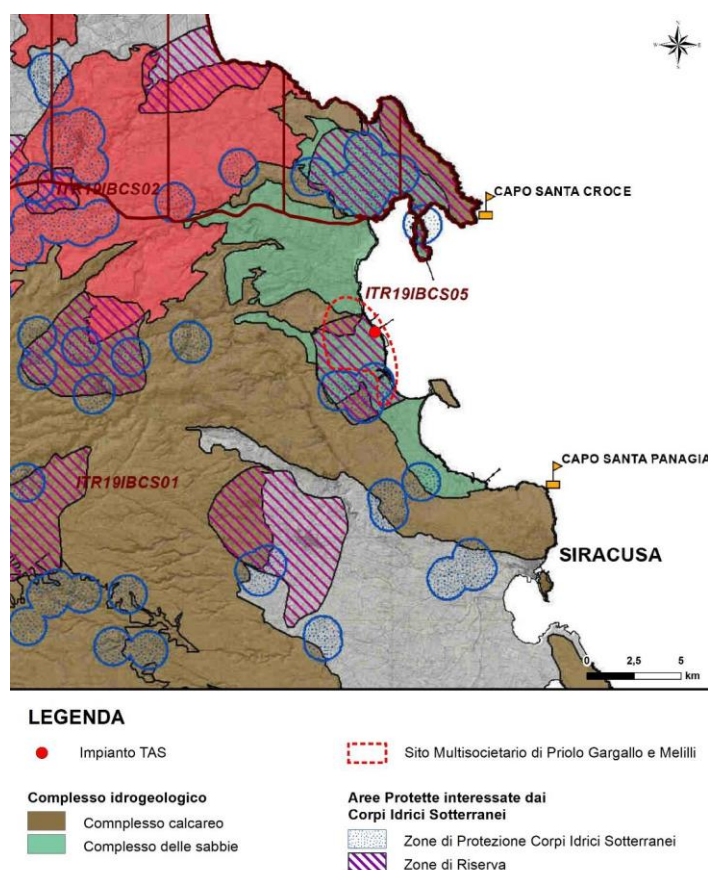 ITR19IBCS02
CAPO SANTA CROCE
ITR19IBCS05
CAPO SANTA PANAGIA
ITR19IBCS01
SIRACUSA
0 2,5 5
km
LEGENDA
Impianto TAS
Sito Multisocietario di Priolo Gargallo e Melilli
Complesso idrogeologico
Comnplesso calcareo
Complesso delle sabbie
Aree Protette interessate dai
Corpi Idrici Sotterranei
Zone di Protezione Corpi Idrici Sotterranei
Zone di Riserva